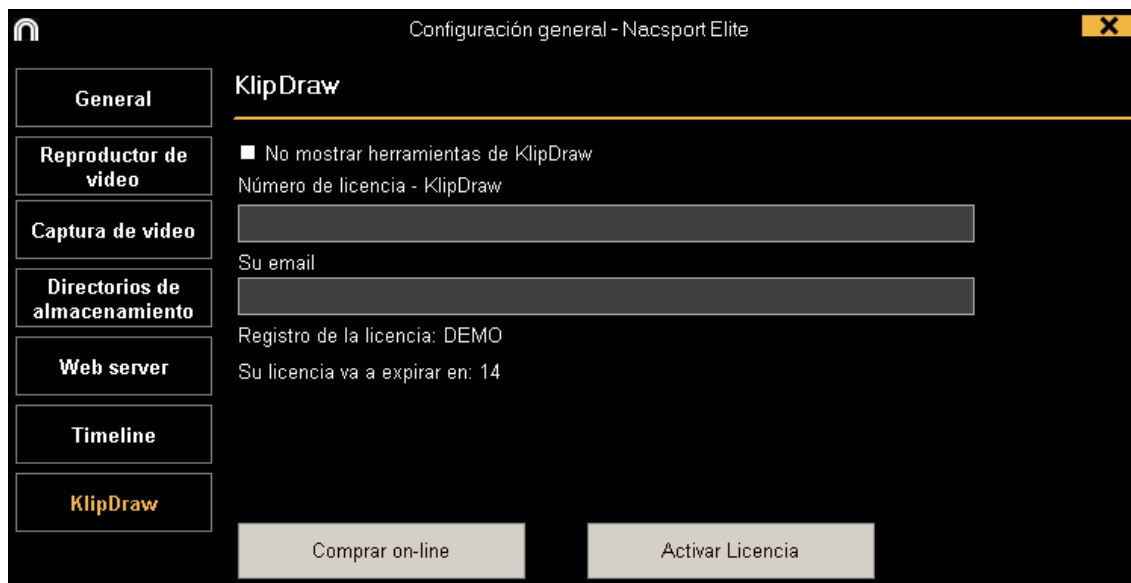 Configuración general - Nacsport Elite
General
Reproductor de
video
Captura de video
Directorios de
almacenamiento
Web server
Timeline
KlipDraw
KlipDraw
No mostrar herramientas de KlipDraw
Número de licencia - KlipDraw
Su email
Registro de la licencia: DEMO
Su licencia va a expirar en: 14
Comprar on-line
Activar Licencia